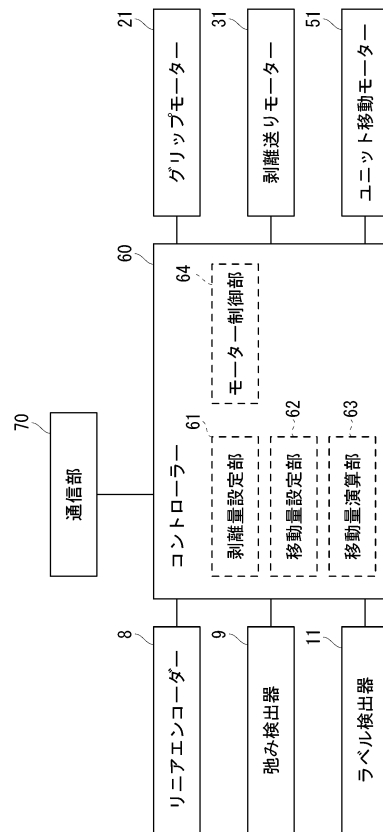 70
通信部
60
コントローラー
8
リニアエンコーダー
9
弛み検出器
11
ラベル検出器
61
剥離量設定部
62
移動量設定部
63
移動量演算部
64
モーター制御部
21
グリップモーター
31
剥離送りモーター
51
ユニット移動モーター